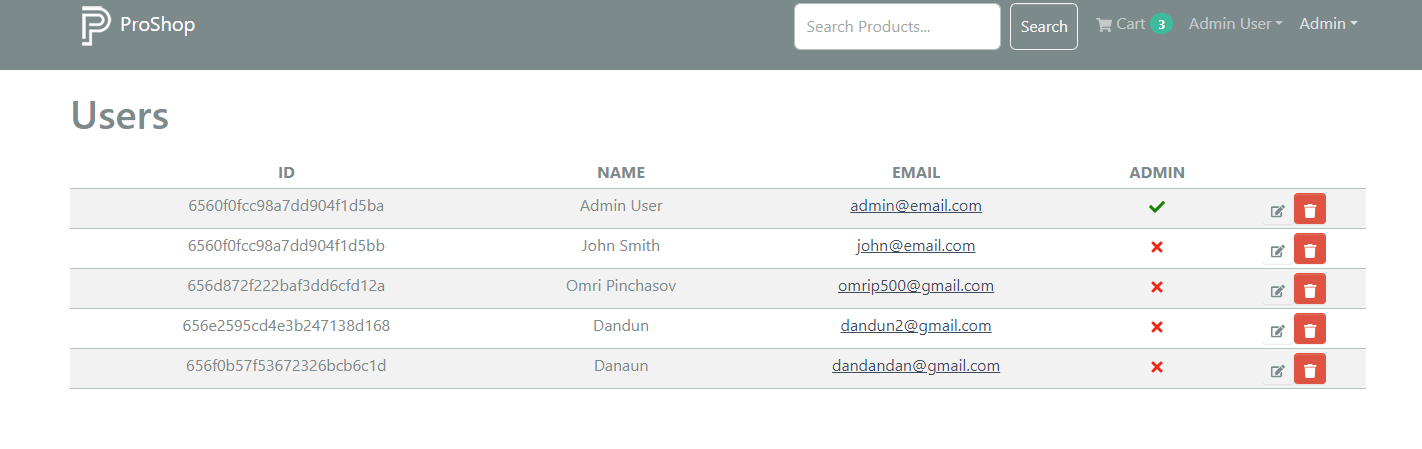 ProShop Search Products... Search Cart 3 Admin User Admin
Users
ID NAME EMAIL ADMIN
6560f0fcc98a7dd904f1d5ba Admin User admin@email.com
6560f0fcc98a7dd904f1d5bb John Smith john@email.com
656d872f222baf3dd6cfd12a Omri Pinchasov omrip500@gmail.com
656e2595cd4e3b247138d168 Dandun dandun2@gmail.com
656f0b57f53672326bcb6c1d Danaun dandandan@gmail.com